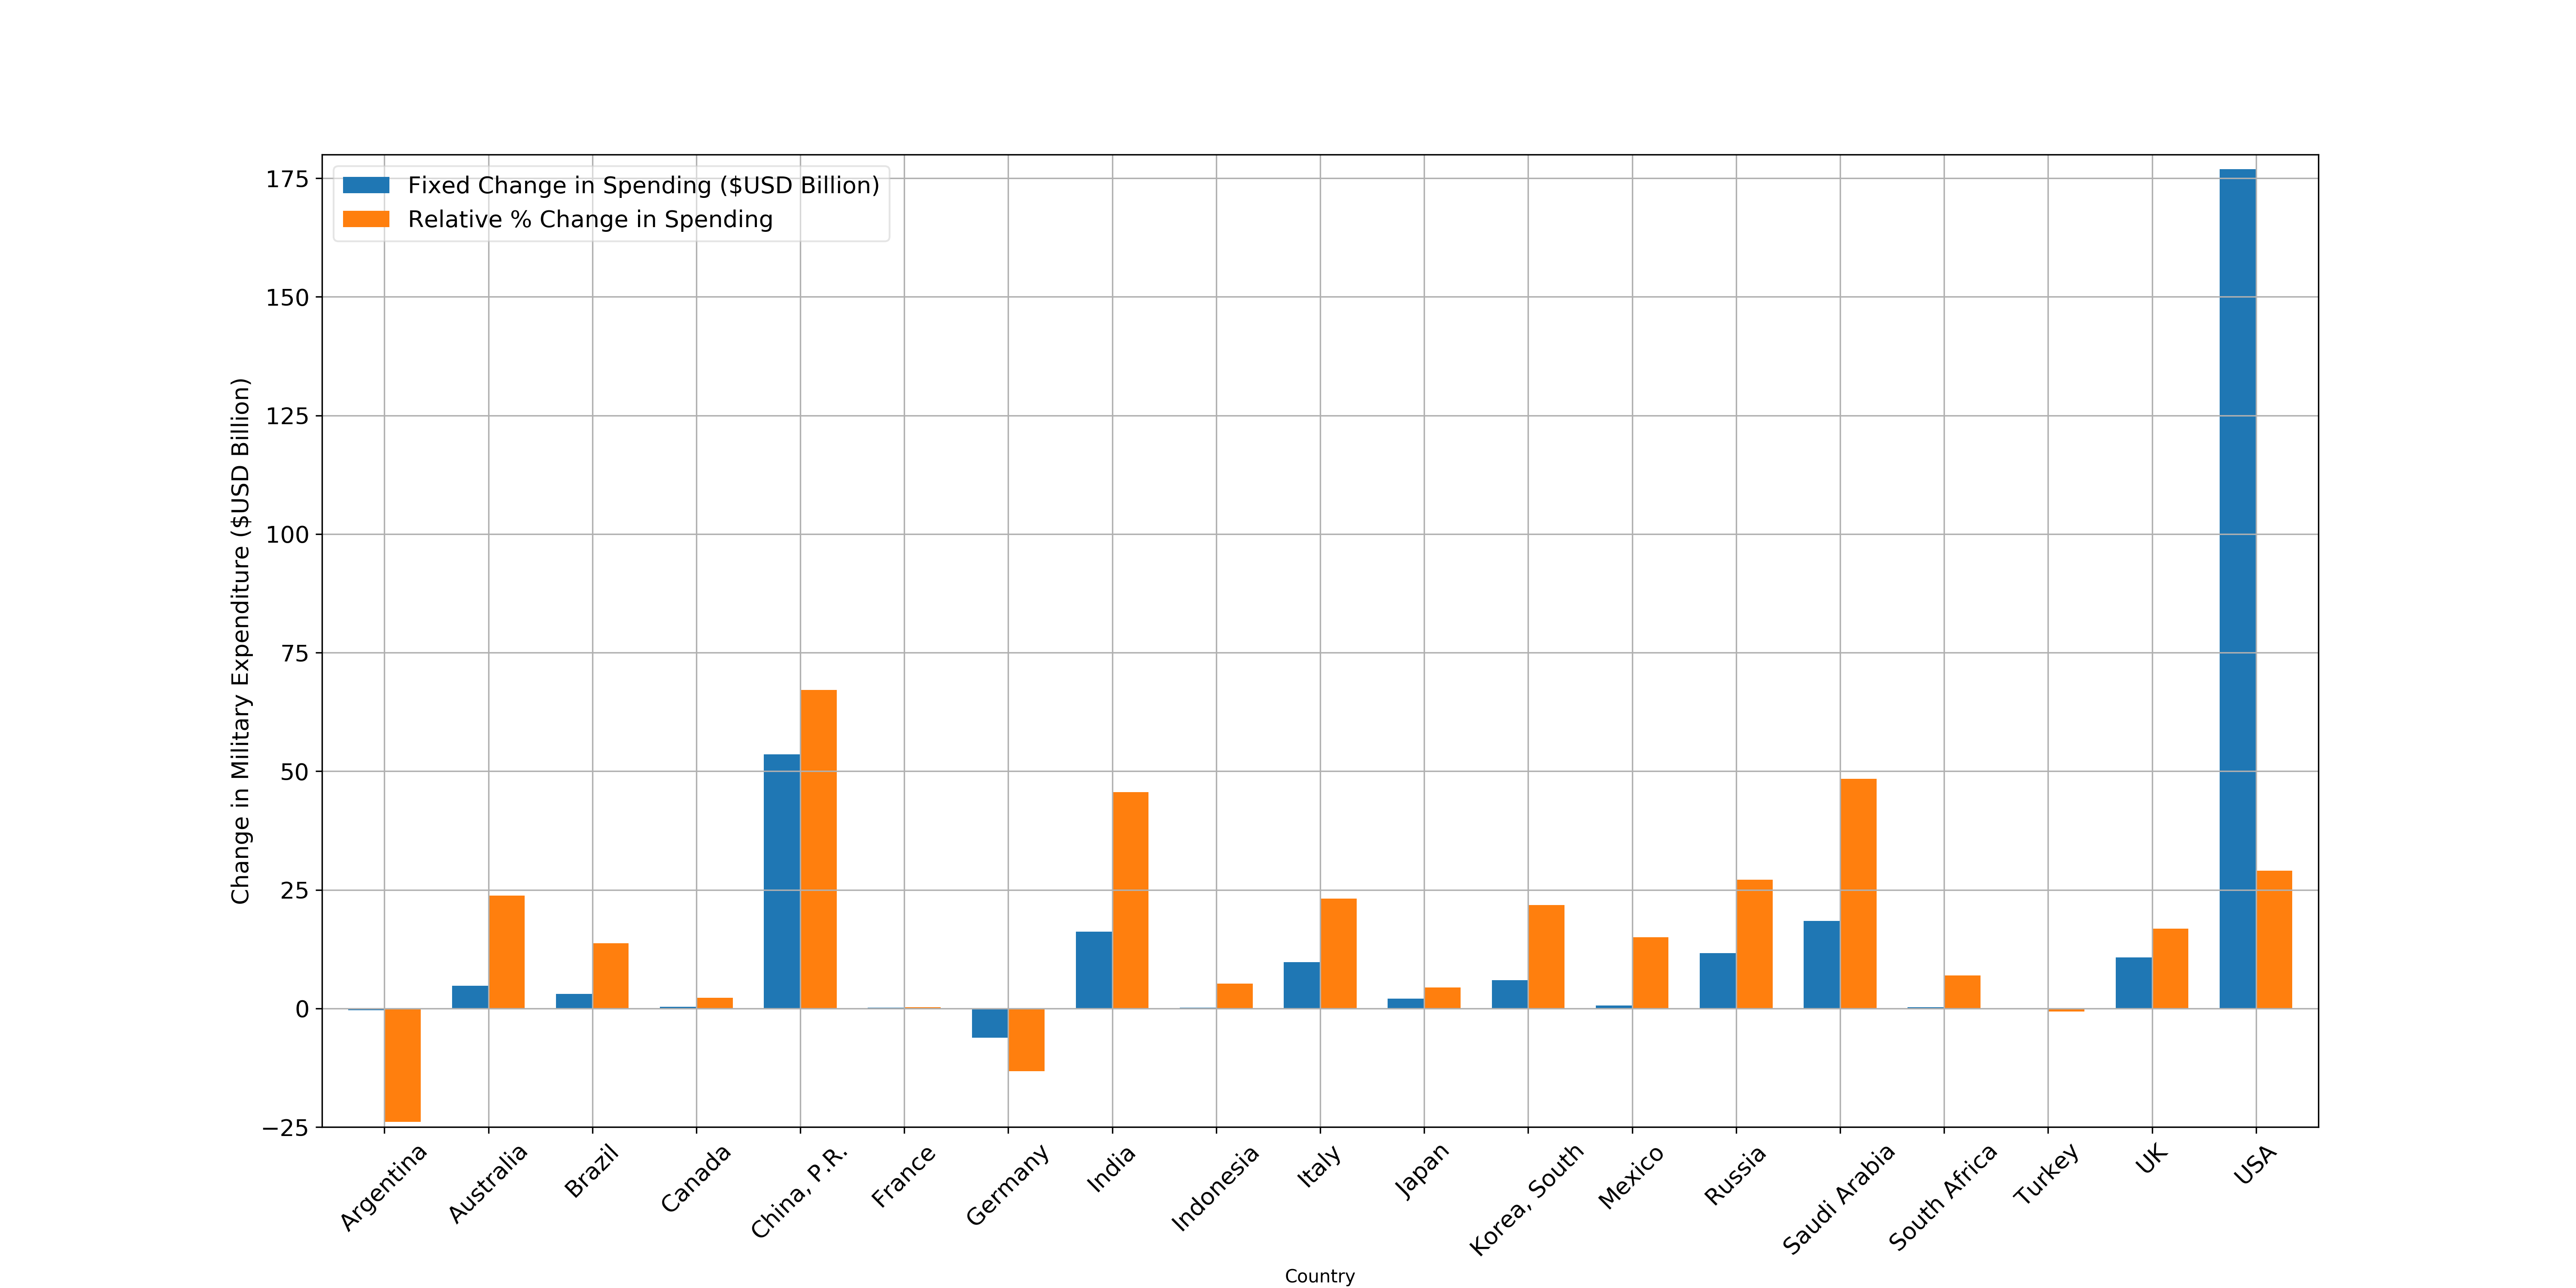 Fixed Change in Spending ($USD Billion)
Relative % Change in Spending
Change in Military Expenditure ($USD Billion)
175
150
125
100
75
50
25
0
−25
Argentina
Australia
Brazil
Canada
China, P.R.
France
Germany
India
Indonesia
Italy
Japan
Korea, South
Mexico
Russia
Saudi Arabia
South Africa
Turkey
UK
USA
Country